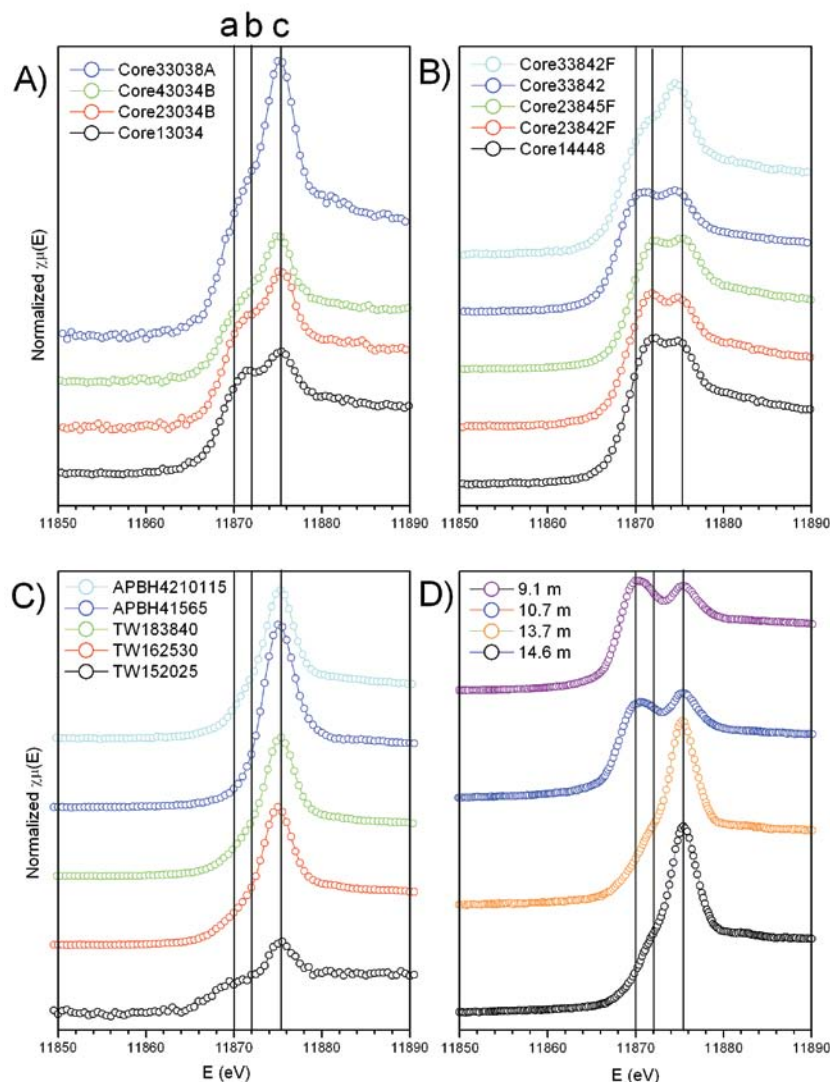 a b c
A)
Core33038A
Core43034B
Core23034B
Core13034
Normalized χμ(E)
11850 11860 11870 11880 11890
B)
Core33842F
Core33842
Core23845F
Core23842F
Core14448
11850 11860 11870 11880 11890
C)
APBH4210115
APBH41565
TW183840
TW162530
TW152025
Normalized χμ(E)
11850 11860 11870 11880 11890
E (eV)
D)
9.1 m
10.7 m
13.7 m
14.6 m
11850 11860 11870 11880 11890
E (eV)